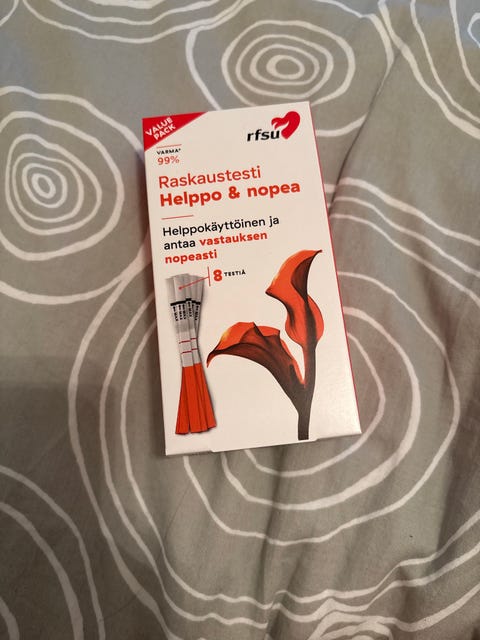 VALUE
PACK
rfsu
VARMA*
99%
Raskaustesti
Helppo & nopea
Helppokäyttöinen ja
antaa vastauksen
nopeasti
8 TESTIÄ